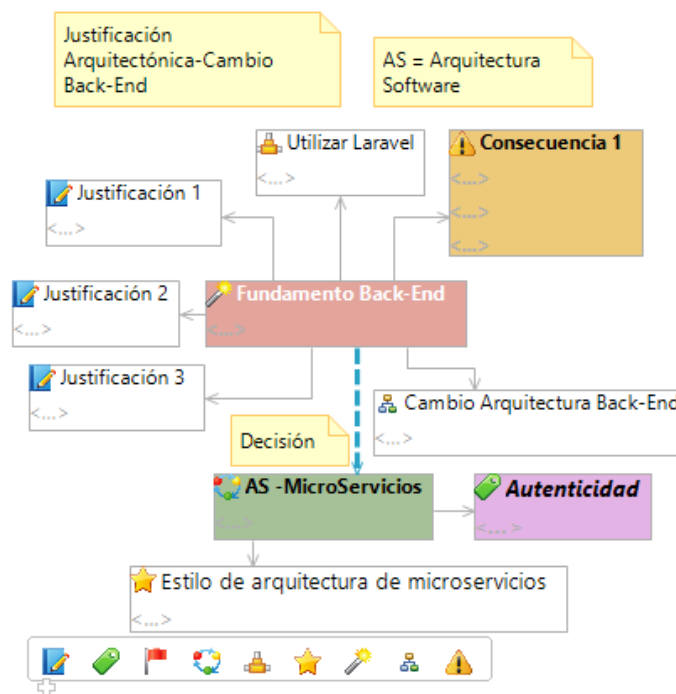 Justificación
Arquitectónica-Cambio
Back-End
AS = Arquitectura
Software
Utilizar Laravel
<...>
Consecuencia 1
<...>
<...>
<...>
Justificación 1
<...>
Justificación 2
<...>
Fundamento Back-End
<...>
Justificación 3
<...>
Cambio Arquitectura Back-End
<...>
Decisión
AS -MicroServicios
<...>
Autenticidad
<... >
Estilo de arquitectura de microservicios
<...>